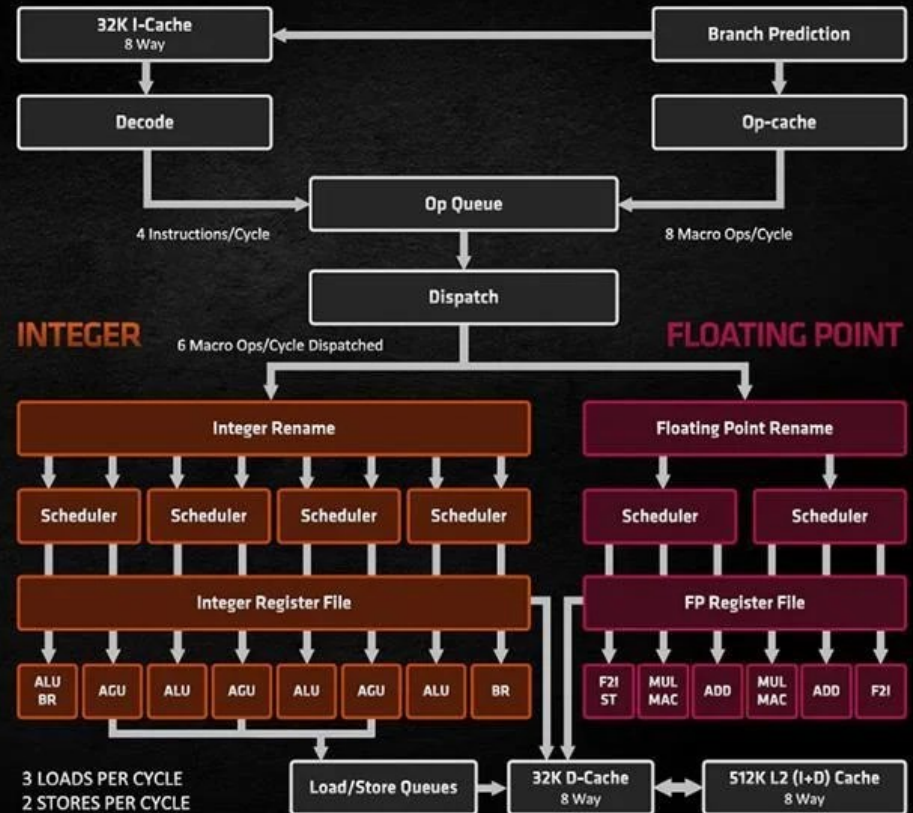 32K I-Cache
8 Way
Branch Prediction
Decode
Op-cache
Op Queue
4 Instructions/Cycle
8 Macro Ops/Cycle
Dispatch
INTEGER
FLOATING POINT
6 Macro Ops/Cycle Dispatched
Integer Rename
Floating Point Rename
Scheduler
Scheduler
Scheduler
Scheduler
Scheduler
Scheduler
Integer Register File
FP Register File
ALU
BR
AGU
ALU
AGU
ALU
AGU
ALU
BR
F2I
ST
MUL
MAC
ADD
MUL
MAC
ADD
F2I
3 LOADS PER CYCLE
2 STORES PER CYCLE
Load/Store Queues
32K D-Cache
8 Way
512K L2 (I+D) Cache
8 Way